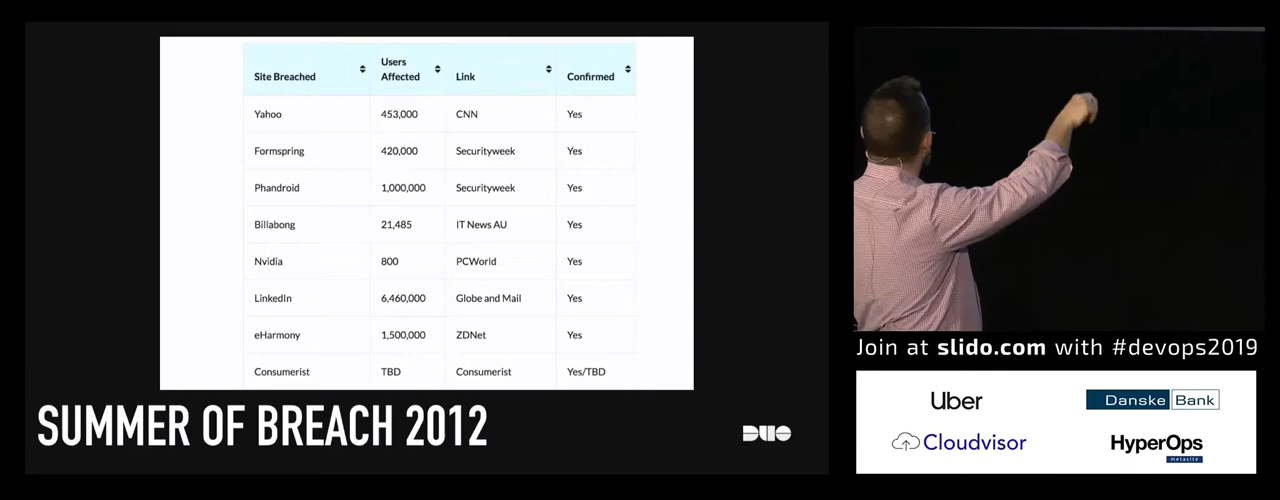 Site Breached Users Affected Link Confirmed
Yahoo 453,000 CNN Yes
Formspring 420,000 Securityweek Yes
Phandroid 1,000,000 Securityweek Yes
Billabong 21,485 IT News AU Yes
Nvidia 800 PCWorld Yes
LinkedIn 6,460,000 Globe and Mail Yes
eHarmony 1,500,000 ZDNet Yes
Consumerist TBD Consumerist Yes/TBD
SUMMER OF BREACH 2012
DUO
Join at slido.com with #devops2019
Uber
Danske Bank
Cloudvisor
HyperOps
metasite